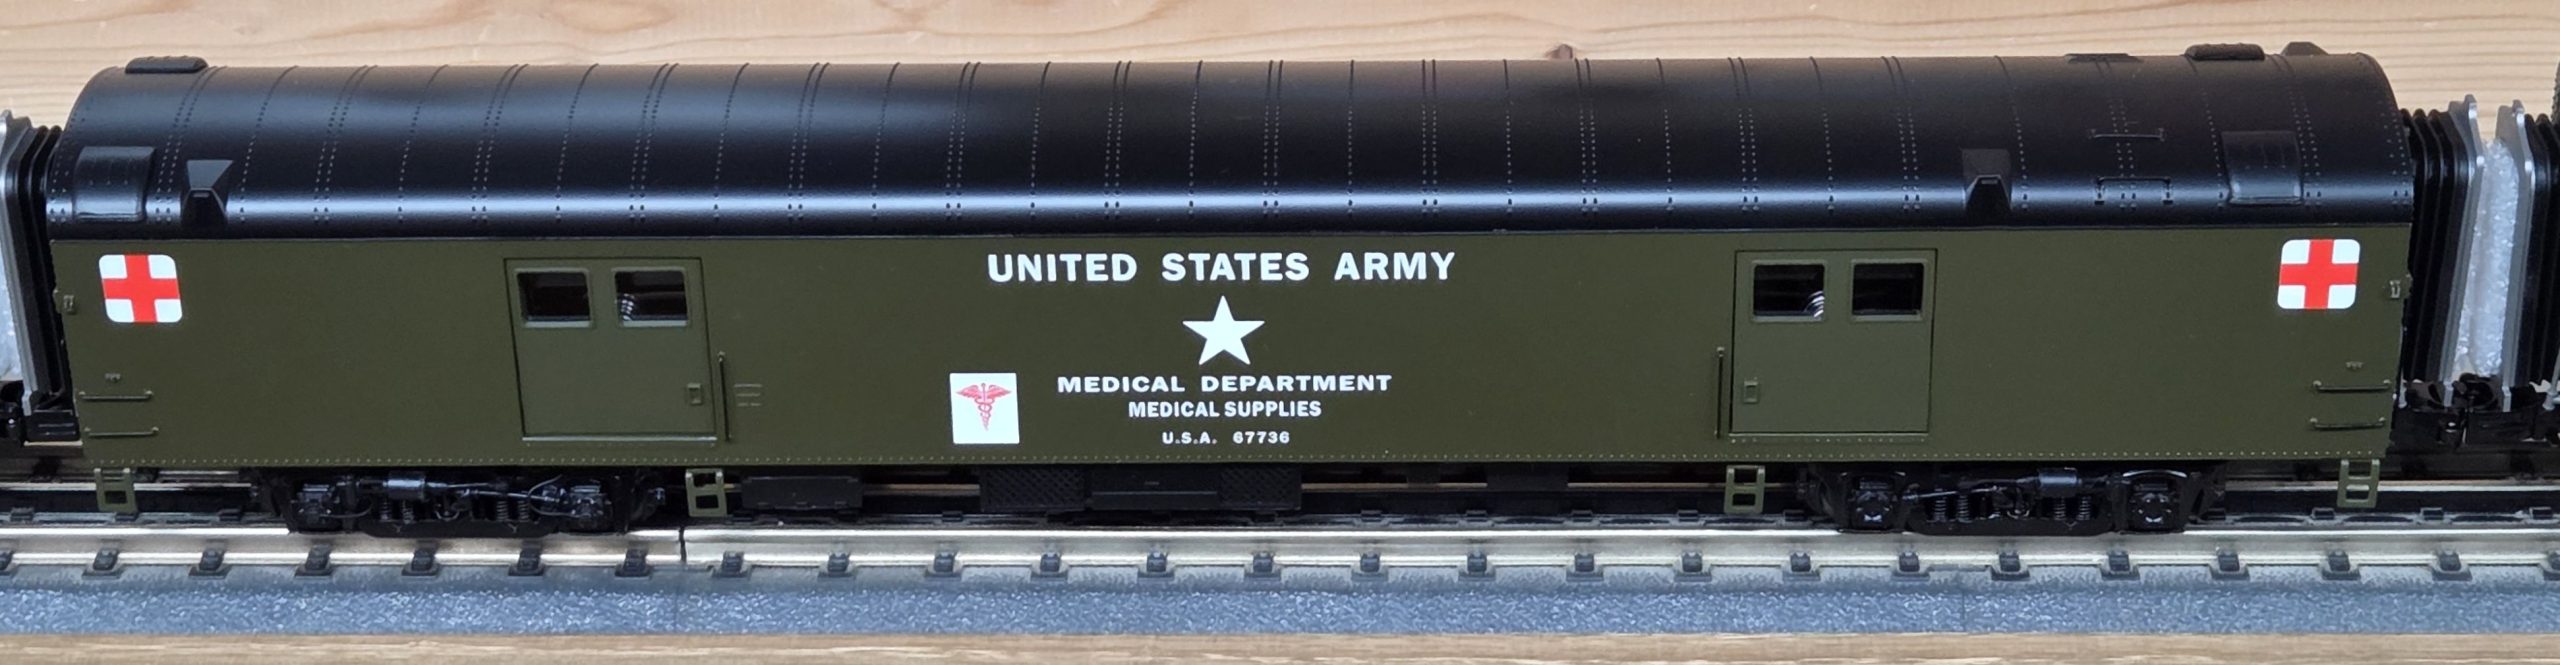 UNITED STATES ARMY
MEDICAL DEPARTMENT
MEDICAL SUPPLIES
U.S.A. 67736